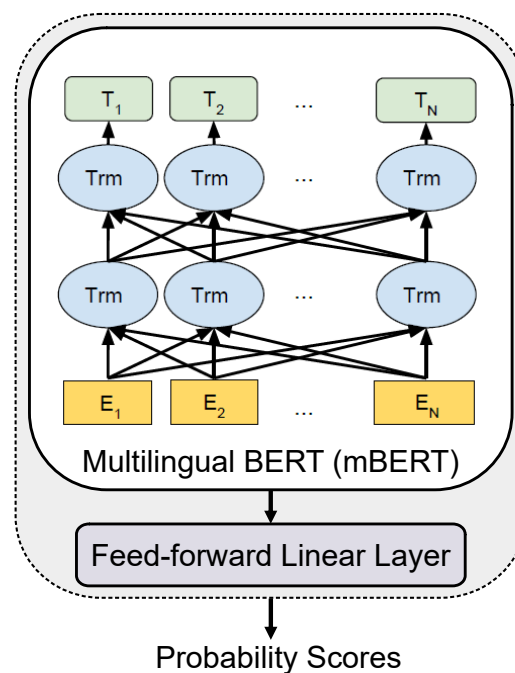 T1 T2 ... TN
Trm Trm ... Trm
Trm Trm ... Trm
E1 E2 ... EN
Multilingual BERT (mBERT)
Feed-forward Linear Layer
Probability Scores